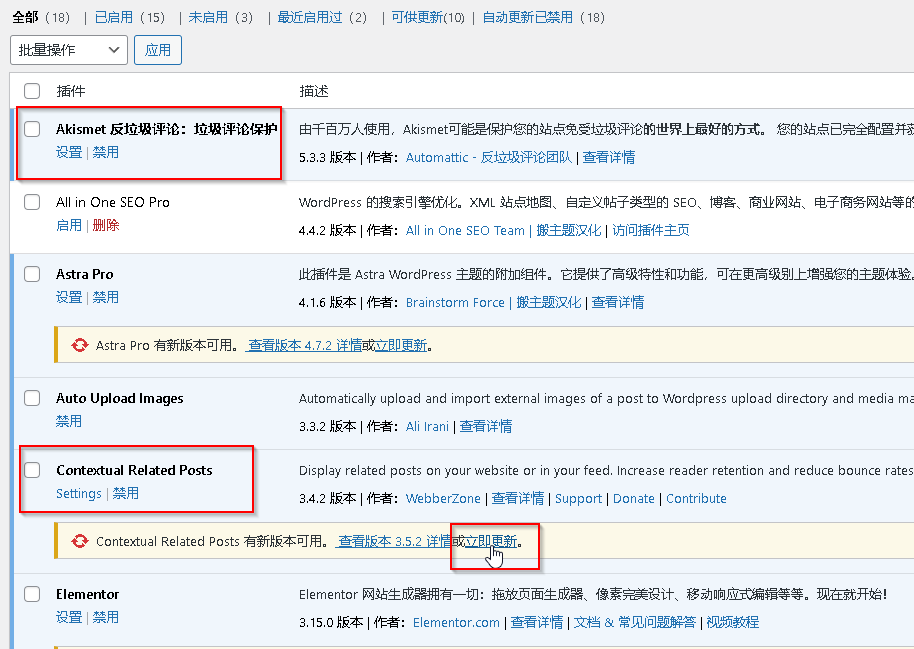 全部 (18) | 已启用 (15) | 未启用 (3) | 最近启用过 (2) | 可供更新(10) | 自动更新已禁用 (18)
批量操作 应用
插件 描述
Akismet 反垃圾评论：垃圾评论保护 由千百万人使用，Akismet可能是保护您的站点免受垃圾评论的世界上最好的方式。 您的站点已完全配置并
设置 | 禁用
5.3.3 版本 | 作者： Automattic - 反垃圾评论团队 | 查看详情
All in One SEO Pro WordPress 的搜索引擎优化。XML 站点地图、自定义帖子类型的 SEO、博客、商业网站、电子商务网站等的
启用 | 删除
4.4.2 版本 | 作者： All in One SEO Team | 搬主题汉化 | 访问插件主页
Astra Pro 此插件是 Astra WordPress 主题的附加组件。它提供了高级特性和功能，可在更高级别上增强您的主题体验。
设置 | 禁用
4.1.6 版本 | 作者： Brainstorm Force | 搬主题汉化 | 查看详情
Astra Pro 有新版本可用。 查看版本 4.7.2 详情或立即更新。
Auto Upload Images Automatically upload and import external images of a post to Wordpress upload directory and media ma
禁用
3.3.2 版本 | 作者： Ali Irani | 查看详情
Contextual Related Posts Display related posts on your website or in your feed. Increase reader retention and reduce bounce rates
Settings | 禁用
3.4.2 版本 | 作者： WebberZone | 查看详情 | Support | Donate | Contribute
Contextual Related Posts 有新版本可用。 查看版本 3.5.2 详情或立即更新。
Elementor Elementor 网站生成器拥有一切：拖放页面生成器、像素完美设计、移动响应式编辑等等。现在就开始！
设置 | 禁用
3.15.0 版本 | 作者： Elementor.com | 查看详情 | 文档 & 常见问题解答 | 视频教程